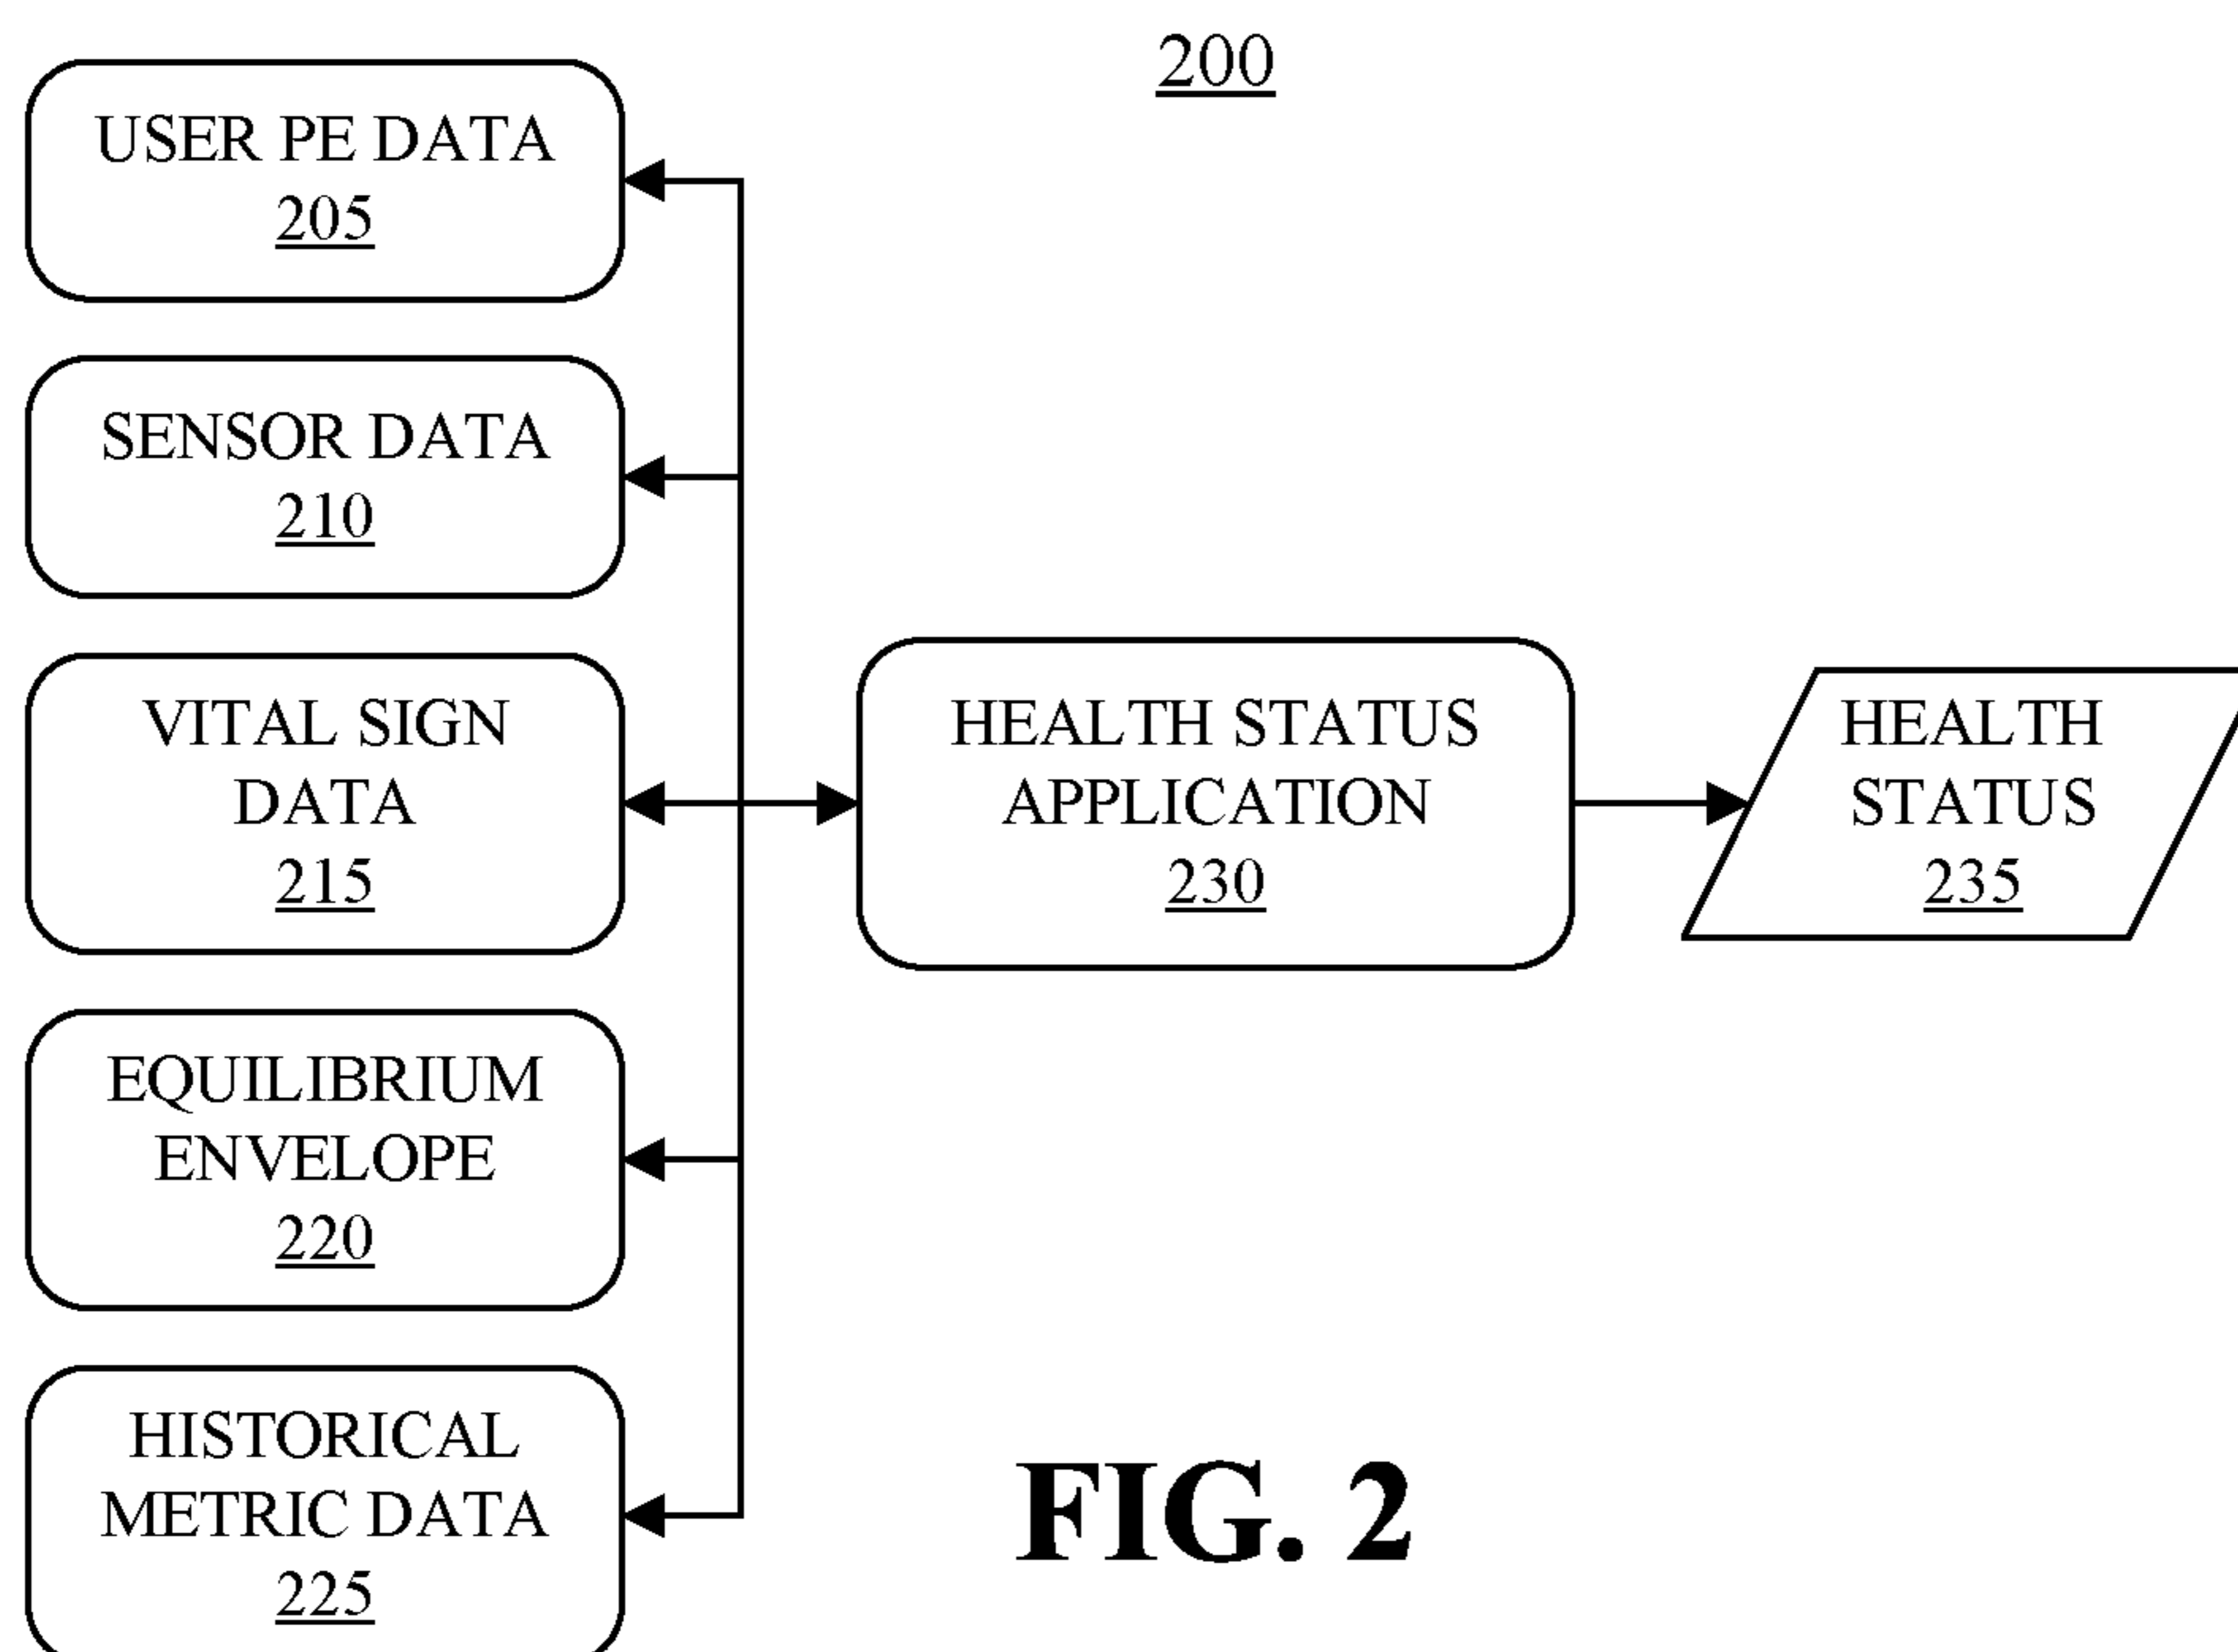 200
USER PE DATA
205
SENSOR DATA
210
VITAL SIGN
DATA
215
EQUILIBRIUM
ENVELOPE
220
HISTORICAL
METRIC DATA
225
HEALTH STATUS
APPLICATION
230
HEALTH
STATUS
235
FIG. 2